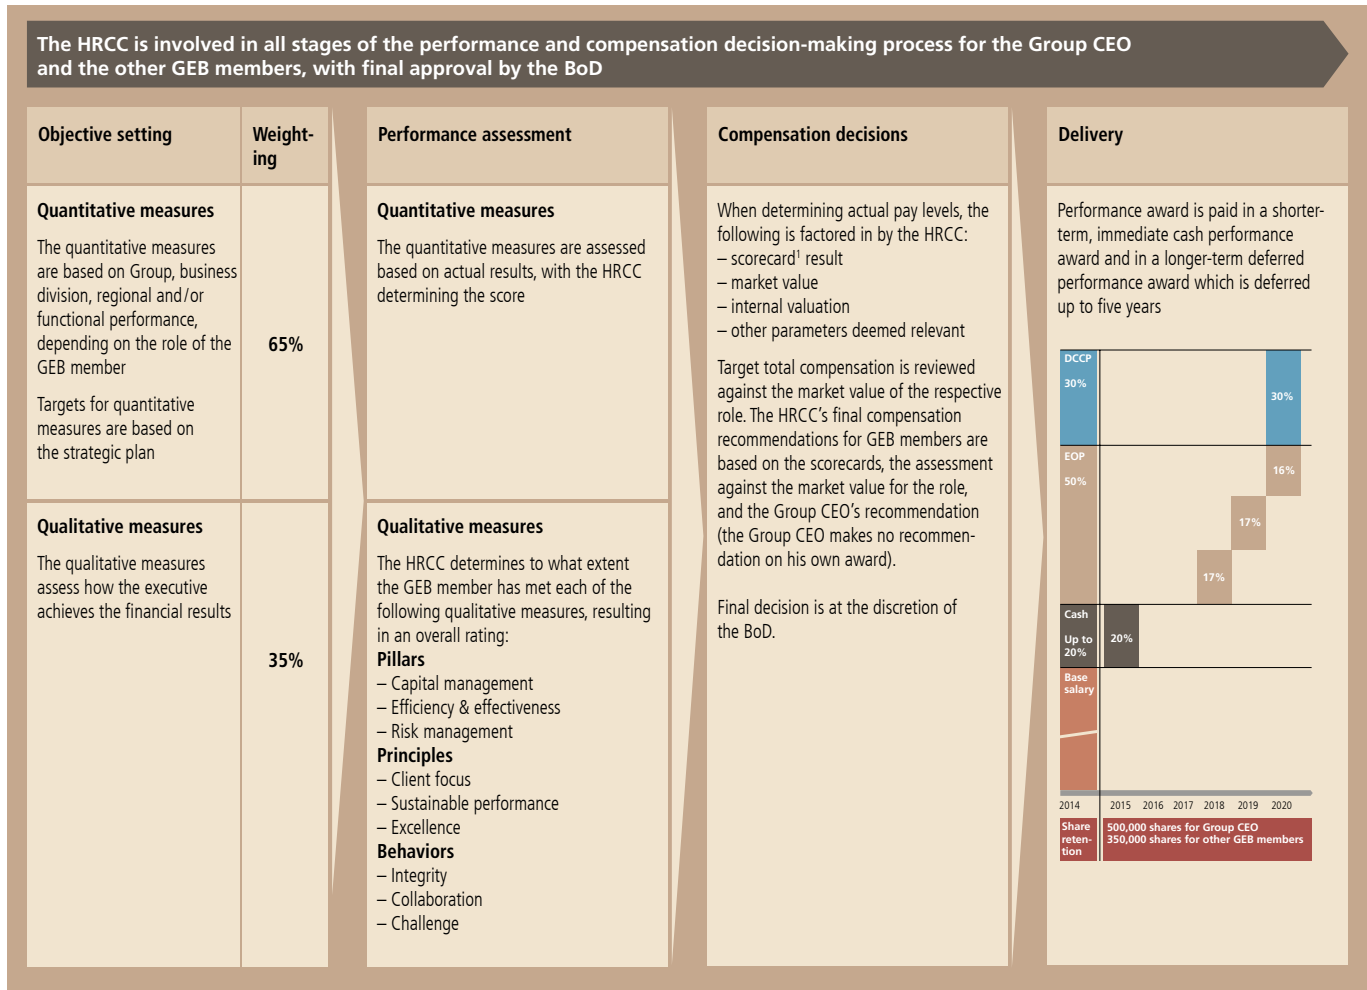 The HRCC is involved in all stages of the performance and compensation decision-making process for the Group CEO
and the other GEB members, with final approval by the BoD
Objective setting
Weight-
ing
Quantitative measures
The quantitative measures
are based on Group, business
division, regional and/or
functional performance,
depending on the role of the
GEB member
Targets for quantitative
measures are based on
the strategic plan
65%
Qualitative measures
The qualitative measures
assess how the executive
achieves the financial results
35%
Performance assessment
Quantitative measures
The quantitative measures are assessed
based on actual results, with the HRCC
determining the score
Qualitative measures
The HRCC determines to what extent
the GEB member has met each of the
following qualitative measures, resulting
in an overall rating:
Pillars
– Capital management
– Efficiency & effectiveness
– Risk management
Principles
– Client focus
– Sustainable performance
– Excellence
Behaviors
– Integrity
– Collaboration
– Challenge
Compensation decisions
When determining actual pay levels, the
following is factored in by the HRCC:
– scorecard¹ result
– market value
– internal valuation
– other parameters deemed relevant
Target total compensation is reviewed
against the market value of the respective
role. The HRCC’s final compensation
recommendations for GEB members are
based on the scorecards, the assessment
against the market value for the role,
and the Group CEO’s recommendation
(the Group CEO makes no recommen-
dation on his own award).
Final decision is at the discretion of
the BoD.
Delivery
Performance award is paid in a shorter-
term, immediate cash performance
award and in a longer-term deferred
performance award which is deferred
up to five years
DCCP
30%
30%
EOP
50%
16%
17%
17%
Cash
Up to
20%
20%
Base
salary
2014 2015 2016 2017 2018 2019 2020
Share
reten-
tion
500,000 shares for Group CEO
350,000 shares for other GEB members